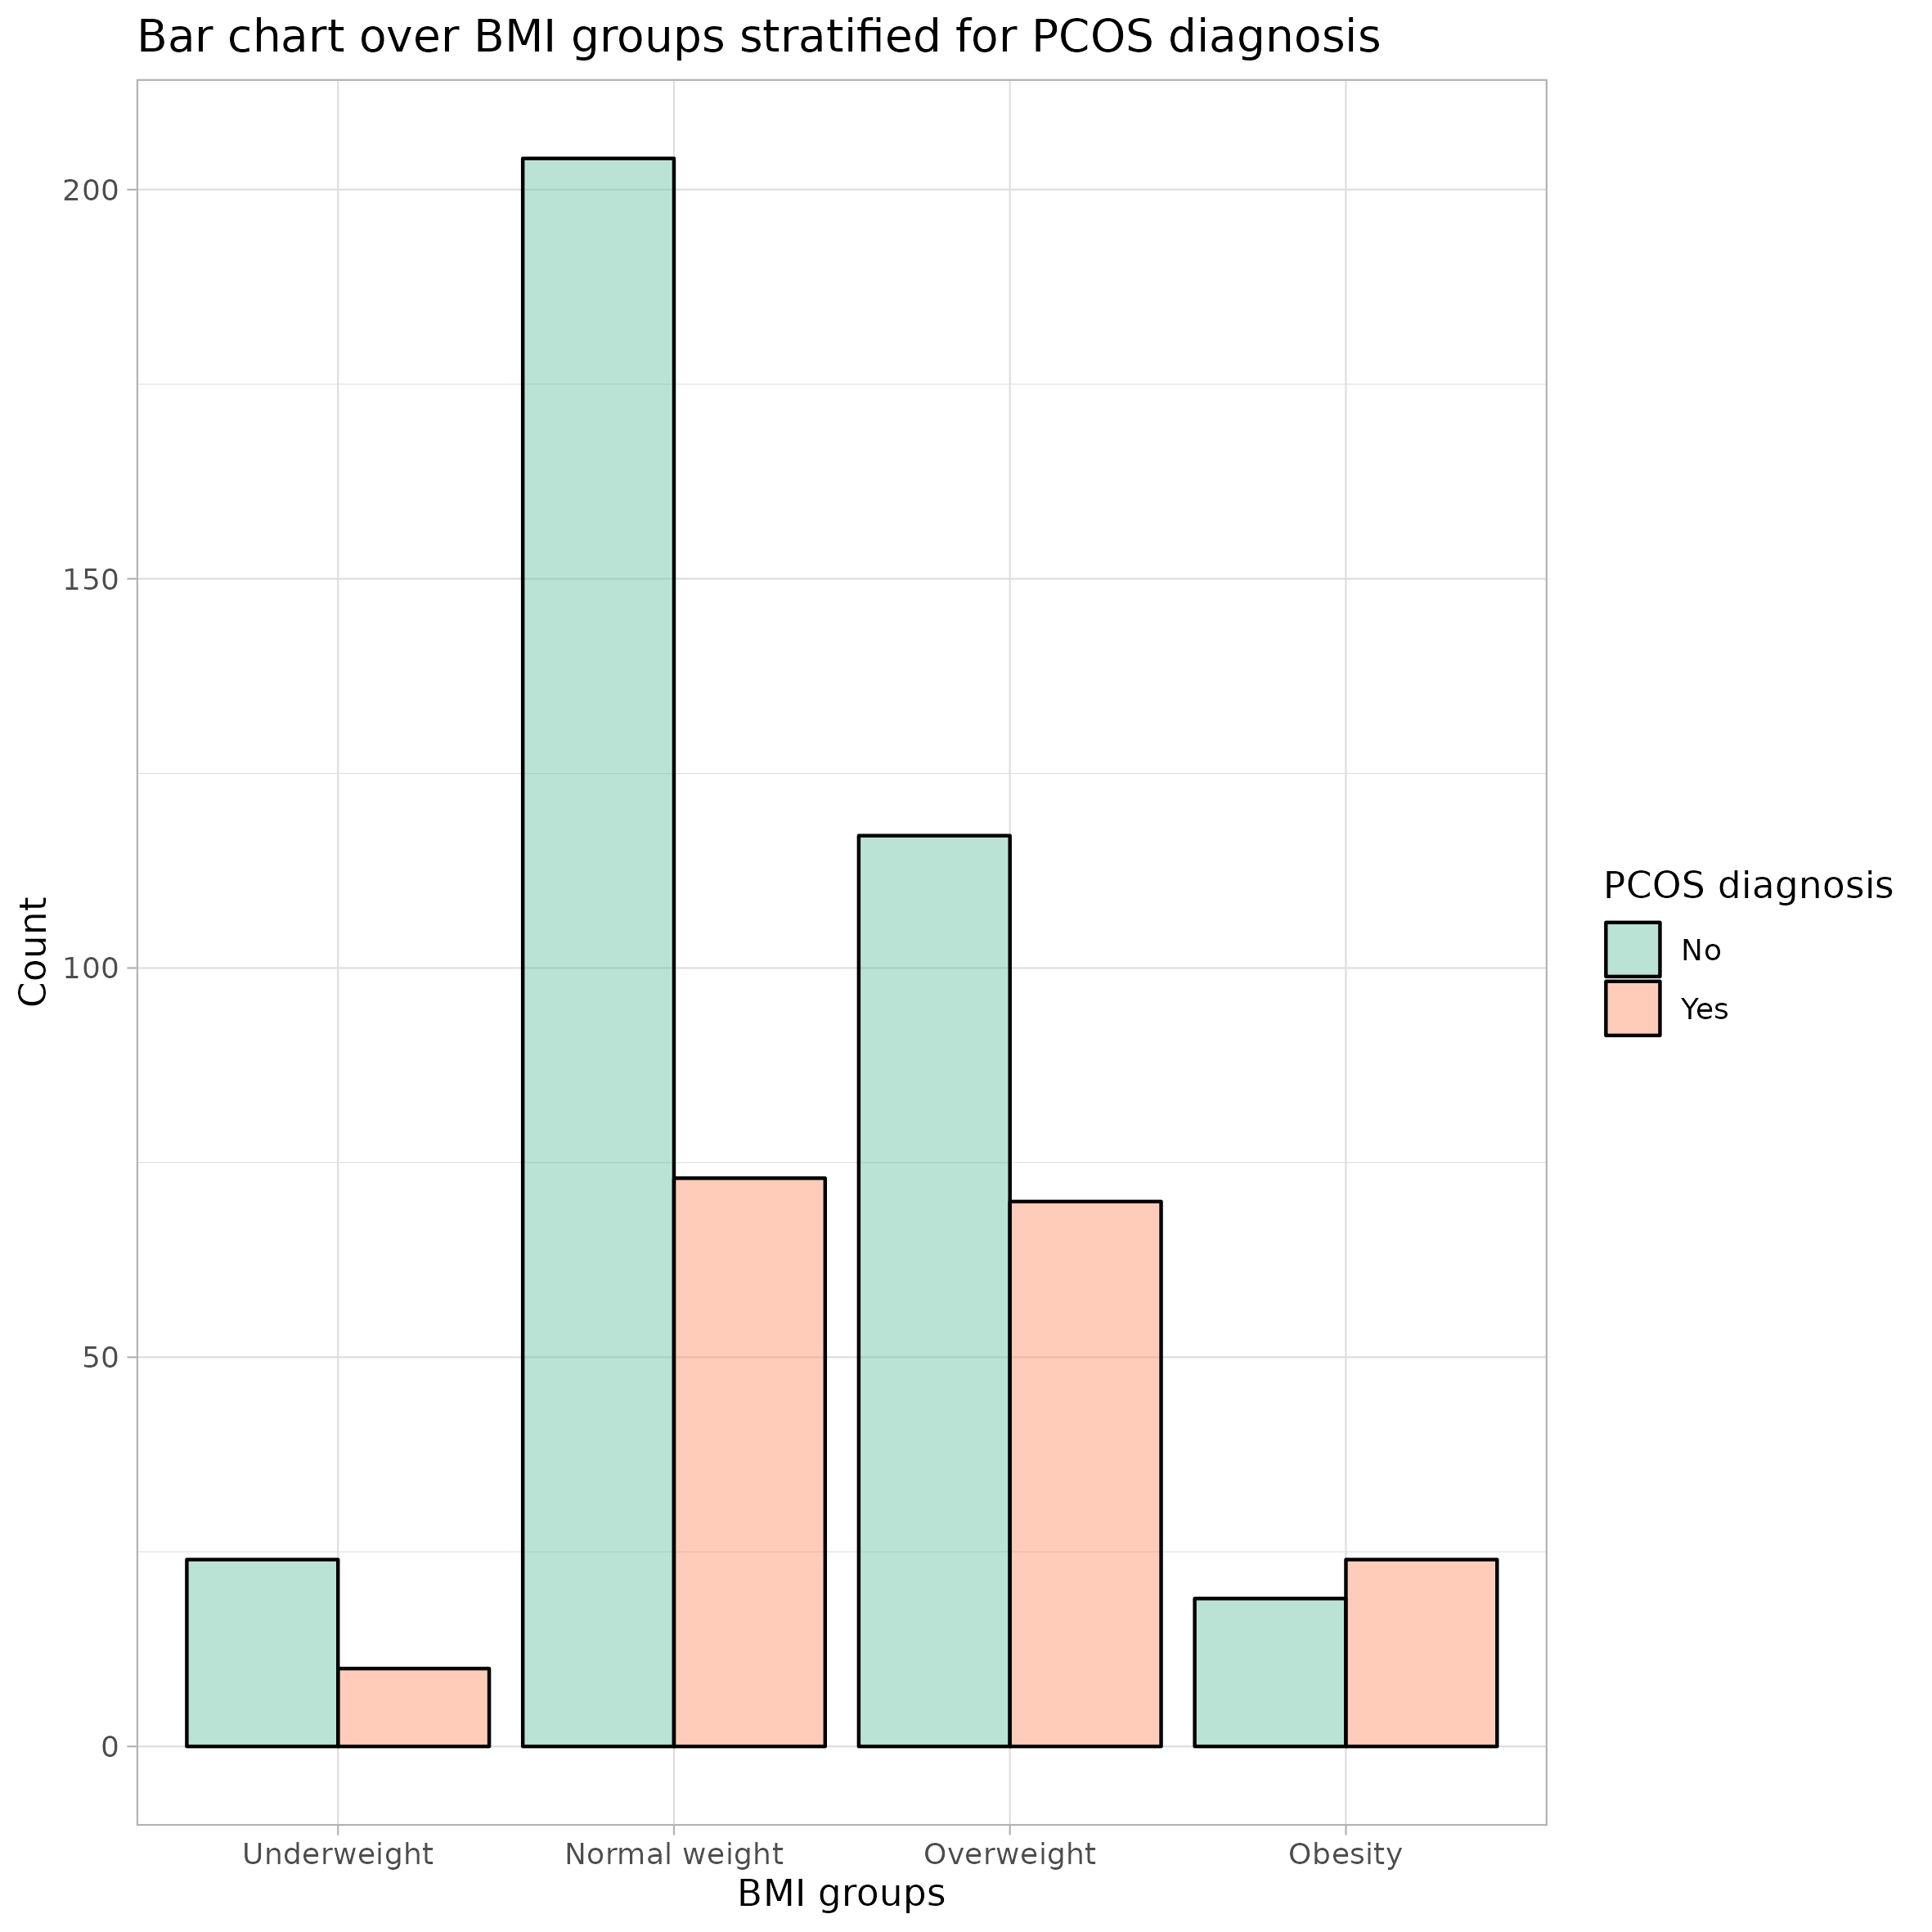 Bar chart over BMI groups stratified for PCOS diagnosis
Count
200
150
100
50
0
Underweight Normal weight Overweight Obesity
BMI groups
PCOS diagnosis
No
Yes